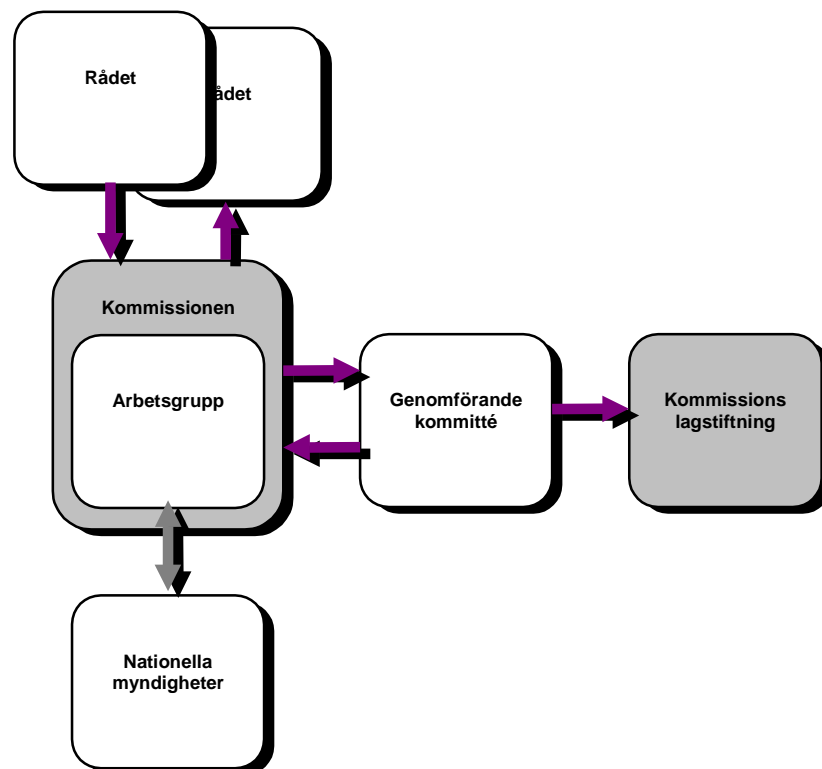 Rådet
ådet
Kommissionen
Arbetsgrupp
Genomförande
kommitté
Kommissions
lagstiftning
Nationella
myndigheter